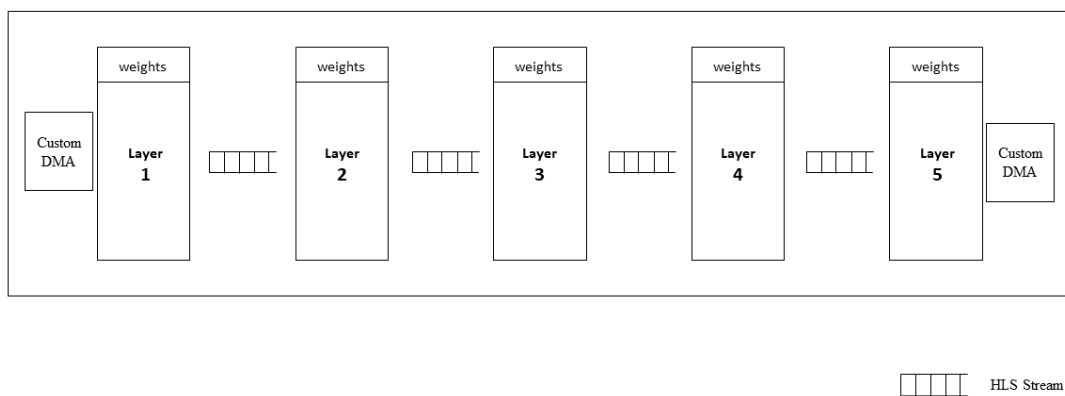 weights
weights
weights
weights
weights
Custom
DMA
Layer
1
Layer
2
Layer
3
Layer
4
Layer
5
Custom
DMA
HLS Stream